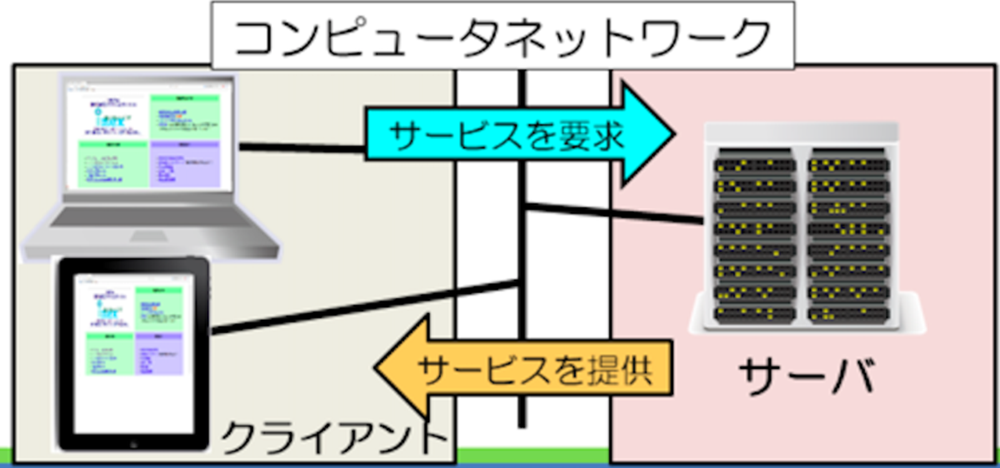 コンピュータネットワーク
サービスを要求
サービスを提供
サーバ
クライアント